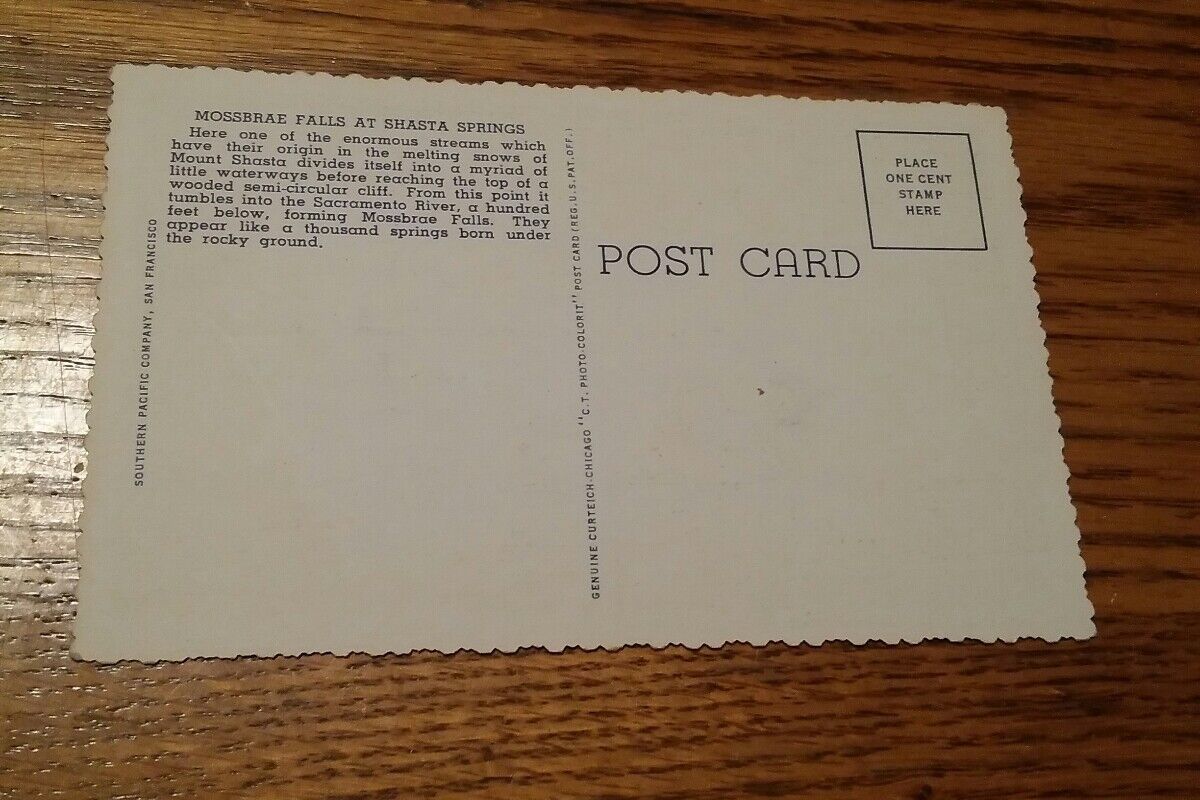 MOSSBRAE FALLS AT SHASTA SPRINGS
Here one of the enormous streams which
have their origin in the melting snows of
Mount Shasta divides itself into a myriad of
little waterways before reaching the top of a
wooded semi-circular cliff. From this point it
tumbles into the Sacramento River, a hundred
feet below, forming Mossbrae Falls. They
appear like a thousand springs born under
the rocky ground.
SOUTHERN PACIFIC COMPANY, SAN FRANCISCO
GENUINE CURTEICH-CHICAGO "C.T. PHOTO-COLORIT" POST CARD (REG. U.S. PAT. OFF.)
POST CARD
PLACE
ONE CENT
STAMP
HERE